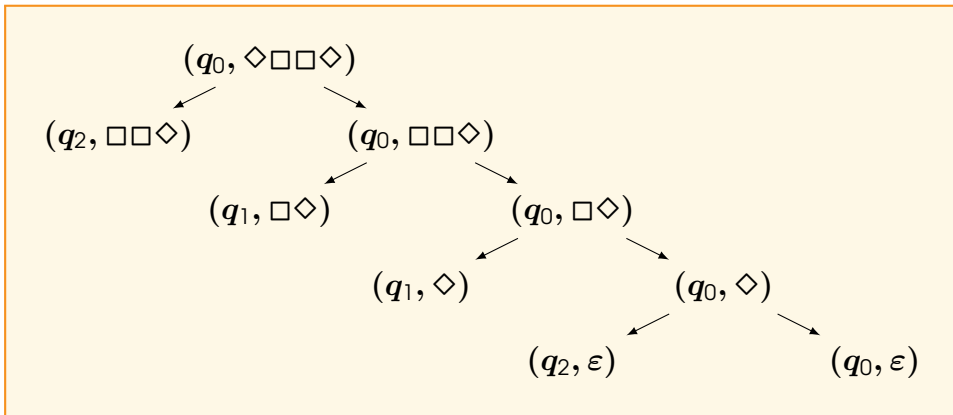 (q₀, ◇□□◇)
(q₂, □□◇) (q₀, □□◇)
(q₁, □◇) (q₀, □◇)
(q₁, ◇) (q₀, ◇)
(q₂, ε) (q₀, ε)